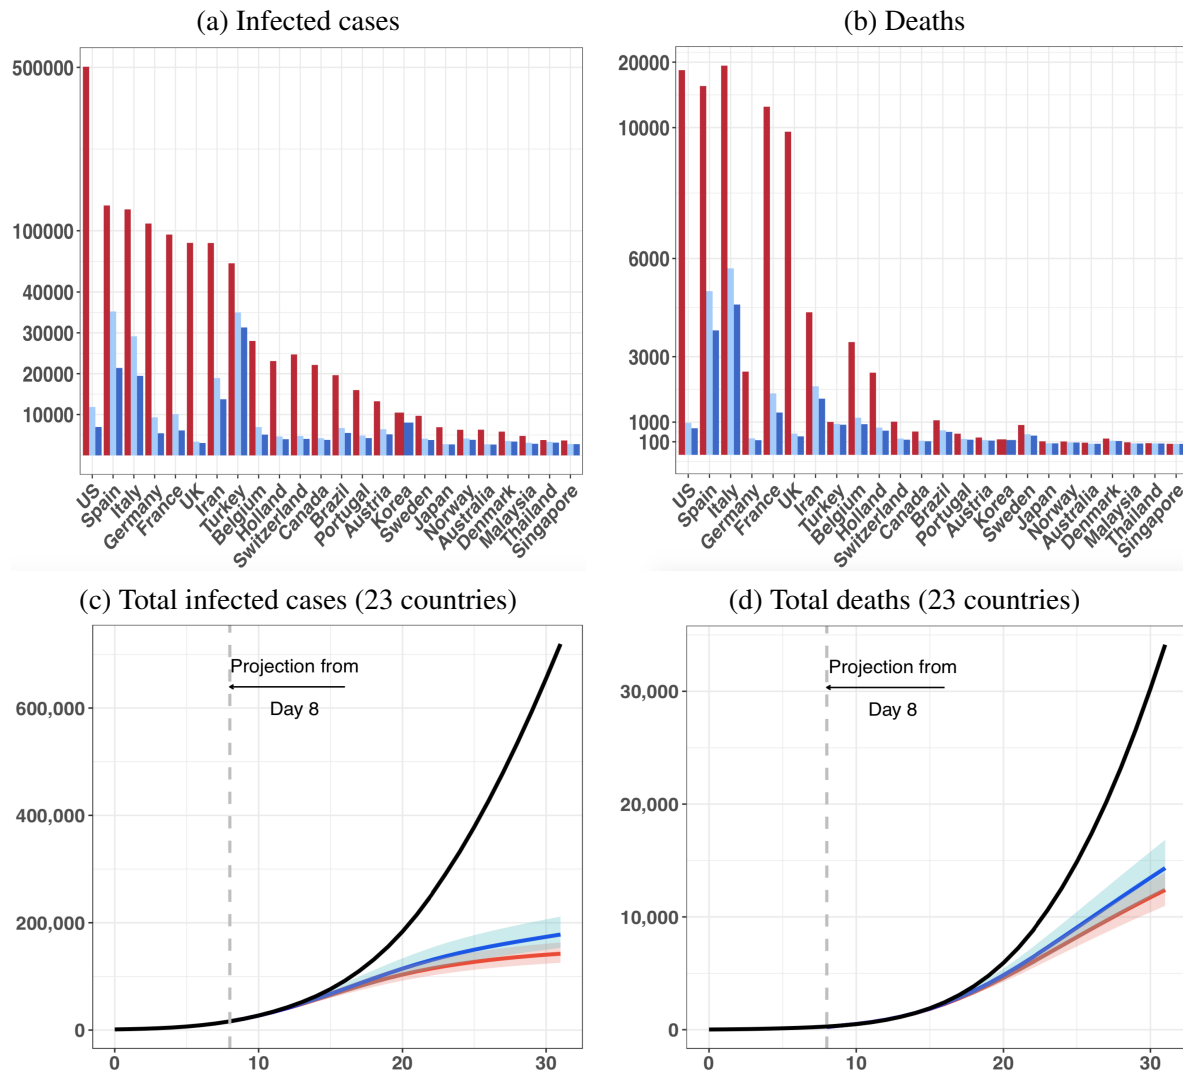 (a) Infected cases
500000
100000
40000
30000
20000
10000
US
Spain
Italy
Germany
France
UK
Iran
Turkey
Belgium
Holland
Switzerland
Canada
Brazil
Portugal
Austria
Korea
Sweden
Japan
Norway
Australia
Denmark
Malaysia
Thailand
Singapore
(b) Deaths
20000
10000
6000
3000
1000
100
US
Spain
Italy
Germany
France
UK
Iran
Turkey
Belgium
Holland
Switzerland
Canada
Brazil
Portugal
Austria
Korea
Sweden
Japan
Norway
Australia
Denmark
Malaysia
Thailand
Singapore
(c) Total infected cases (23 countries)
Projection from
Day 8
600,000
400,000
200,000
0
0
10
20
30
(d) Total deaths (23 countries)
Projection from
Day 8
30,000
20,000
10,000
0
0
10
20
30